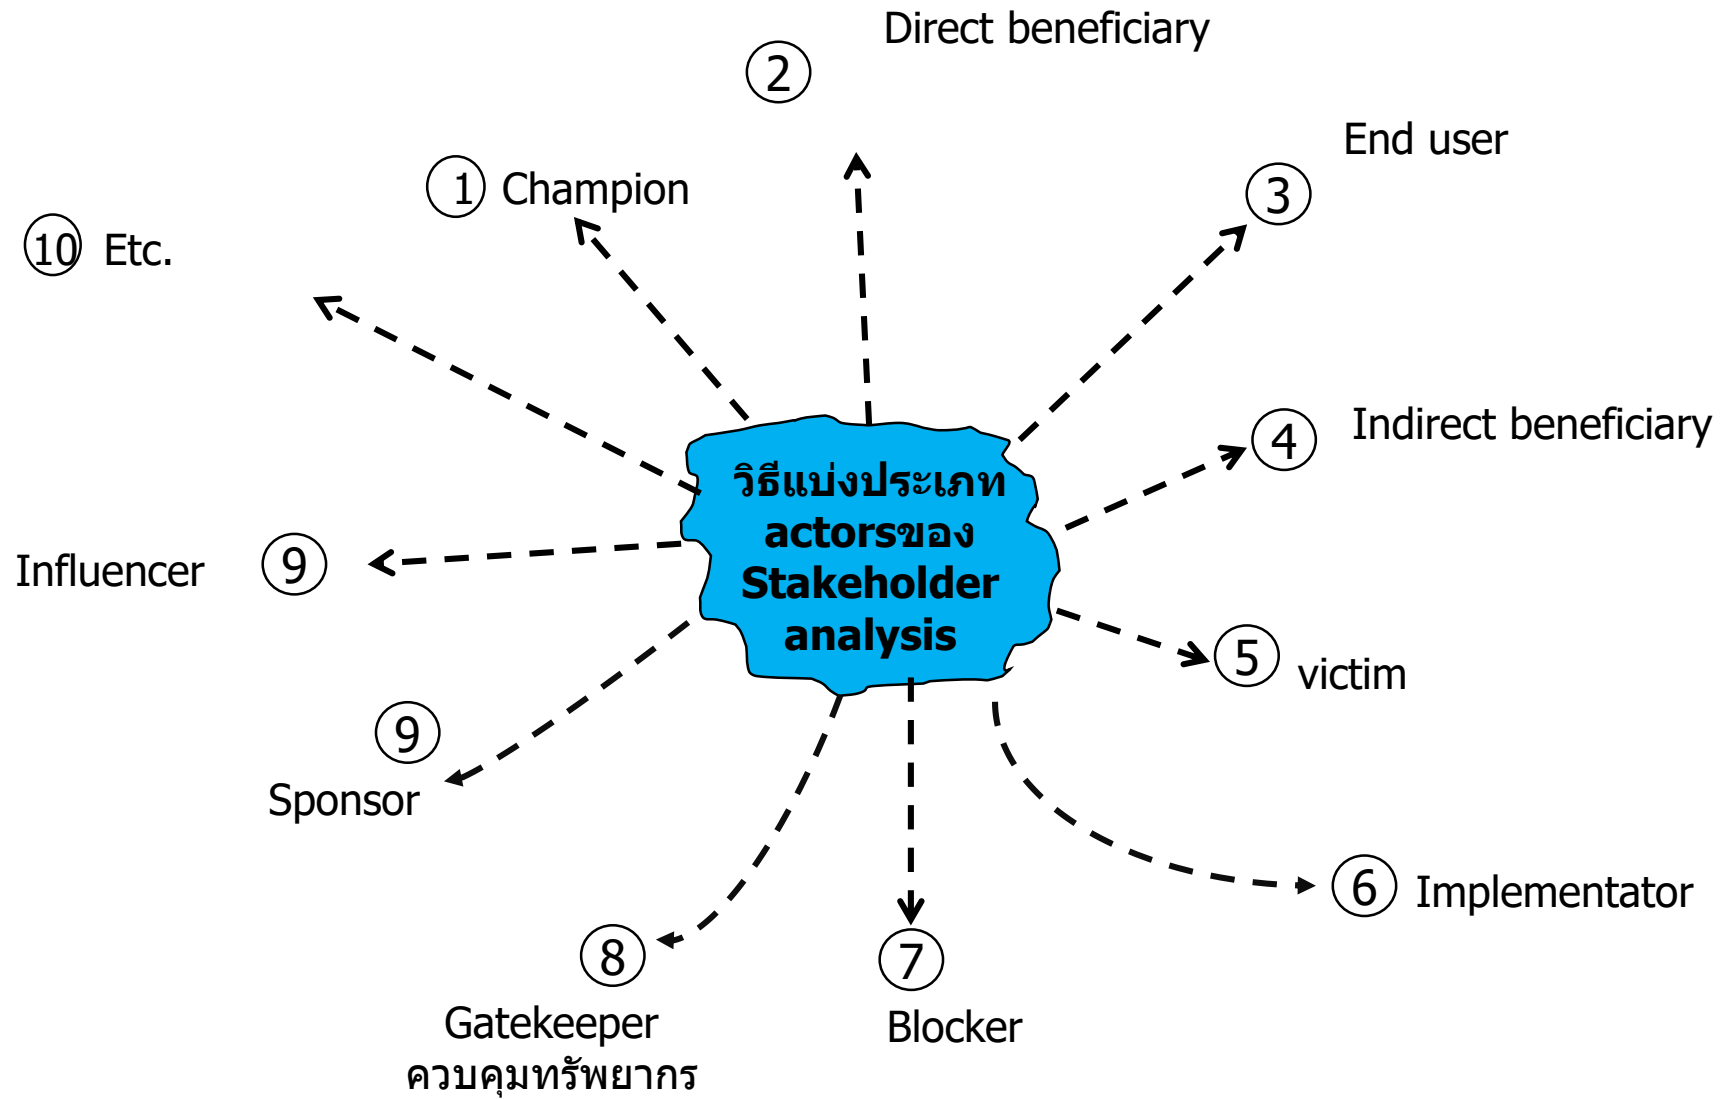 วิธีแบ่งประเภท
actorsของ
Stakeholder
analysis
1 Champion
2 Direct beneficiary
3 End user
4 Indirect beneficiary
5 victim
6 Implementator
7 Blocker
8 Gatekeeper
ควบคุมทรัพยากร
9 Sponsor
Influencer 9
10 Etc.